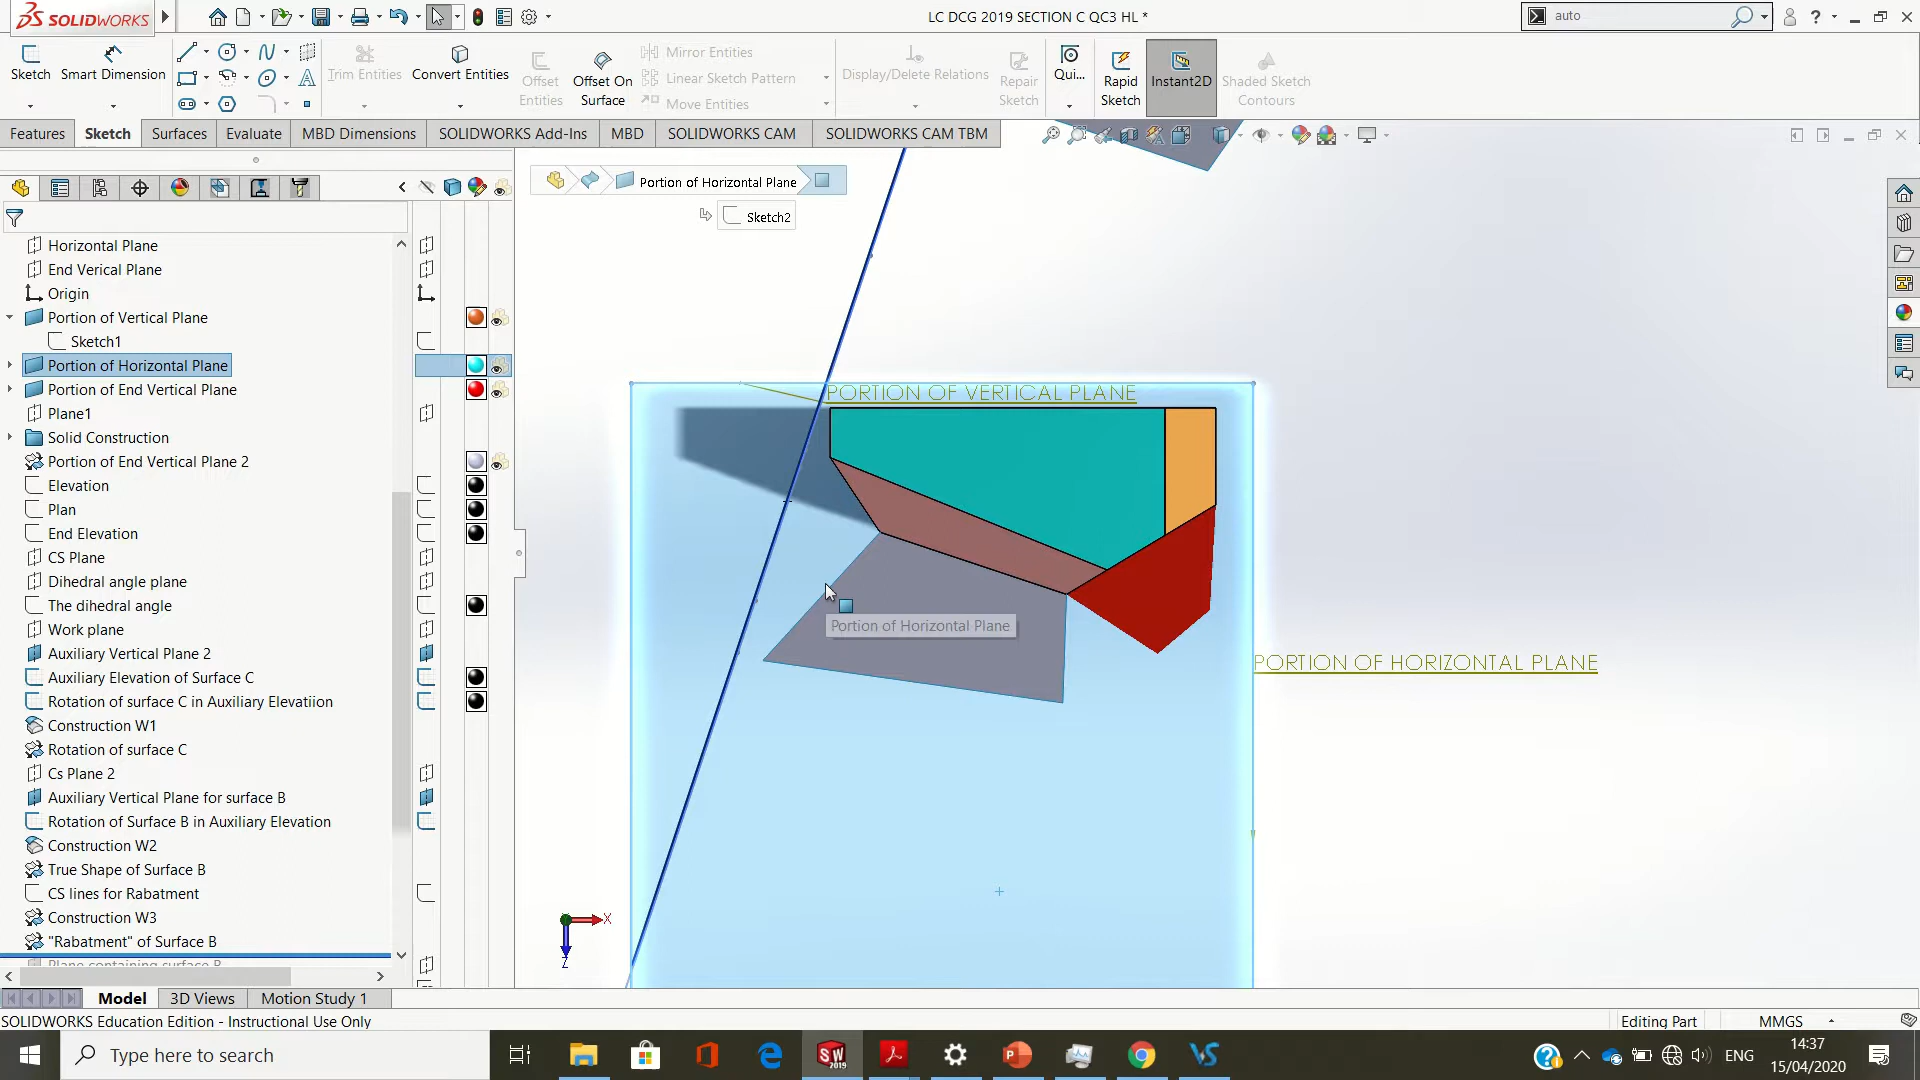 SOLIDWORKS
LC DCG 2019 SECTION C QC3 HL *
auto
Sketch
Smart Dimension
Trim Entities
Convert Entities
Offset Entities
Offset On Surface
Mirror Entities
Linear Sketch Pattern
Move Entities
Display/Delete Relations
Repair Sketch
Qui...
Rapid Sketch
Instant2D
Shaded Sketch Contours
Features
Sketch
Surfaces
Evaluate
MBD Dimensions
SOLIDWORKS Add-Ins
MBD
SOLIDWORKS CAM
SOLIDWORKS CAM TBM
Portion of Horizontal Plane
Sketch2
Horizontal Plane
End Verical Plane
Origin
Portion of Vertical Plane
Sketch1
Portion of Horizontal Plane
Portion of End Vertical Plane
Plane1
Solid Construction
Portion of End Vertical Plane 2
Elevation
Plan
End Elevation
CS Plane
Dihedral angle plane
The dihedral angle
Work plane
Auxiliary Vertical Plane 2
Auxiliary Elevation of Surface C
Rotation of surface C in Auxiliary Elevatiion
Construction W1
Rotation of surface C
Cs Plane 2
Auxiliary Vertical Plane for surface B
Rotation of Surface B in Auxiliary Elevation
Construction W2
True Shape of Surface B
CS lines for Rabatment
Construction W3
"Rabatment" of Surface B
Plane containing surface B
PORTION OF VERTICAL PLANE
Portion of Horizontal Plane
PORTION OF HORIZONTAL PLANE
X
Z
Model
3D Views
Motion Study 1
SOLIDWORKS Education Edition - Instructional Use Only
Editing Part
MMGS
Type here to search
SW
2019
ENG
14:37
15/04/2020